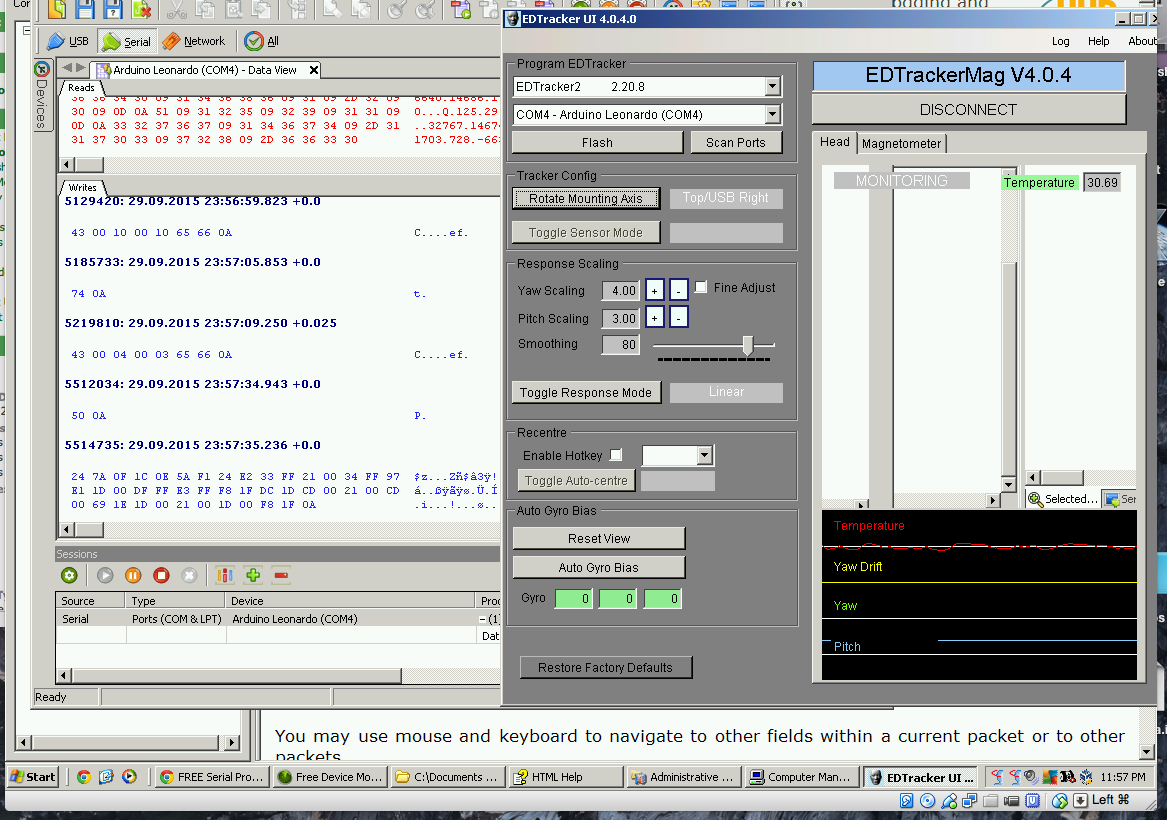 USB
Serial
Network
All
Devices
Arduino Leonardo (COM4) - Data View
Reads
30 09 0D 0A 51 09 31 32 35 09 32 39 09 31 31 09 0...Q.125.29
0D 0A 33 32 37 36 37 09 31 34 36 37 34 09 2D 31 ..32767.1467
31 37 30 33 09 37 32 38 09 2D 36 36 33 30 1703.728.-66
Writes
5129420: 29.09.2015 23:56:59.823 +0.0
43 00 10 00 10 65 66 0A C....ef.
5185733: 29.09.2015 23:57:05.853 +0.0
74 0A t.
5219810: 29.09.2015 23:57:09.250 +0.025
43 00 04 00 03 65 66 0A C....ef.
5512034: 29.09.2015 23:57:34.943 +0.0
50 0A P.
5514735: 29.09.2015 23:57:35.236 +0.0
24 7A 0F 1C 0E 5A F1 24 E2 33 FF 21 00 34 FF 97 $z...Zñ$â3ÿ!
E1 1D 00 DF FF E3 FF F8 1F DC 1D CD 00 21 00 CD á..ßÿãÿø.Ü.Í
00 69 1E 1D 00 21 00 1D 00 F8 1F 0A .i...!...ø..
Sessions
Source Type Device
Serial Ports (COM & LPT) Arduino Leonardo (COM4)
Dat
Ready
EDTracker UI 4.0.4.0
Log Help About
Program EDTracker
EDTracker2 2.20.8
COM4 - Arduino Leonardo (COM4)
Flash Scan Ports
Tracker Config
Rotate Mounting Axis Top/USB Right
Toggle Sensor Mode
Response Scaling
Yaw Scaling 4.00 + - Fine Adjust
Pitch Scaling 3.00 + -
Smoothing 80
Toggle Response Mode Linear
Recentre
Enable Hotkey
Toggle Auto-centre
Auto Gyro Bias
Reset View
Auto Gyro Bias
Gyro 0 0 0
Restore Factory Defaults
EDTrackerMag V4.0.4
DISCONNECT
Head Magnetometer
MONITORING Temperature 30.69
Selected... Ser
Temperature
Yaw Drift
Yaw
Pitch
You may use mouse and keyboard to navigate to other fields within a current packet or to other
packets
Start FREE Serial Pro... Free Device Mo... C:\Documents ... HTML Help Administrative ... Computer Man... EDTracker UI ... 11:57 PM
Left ⌘